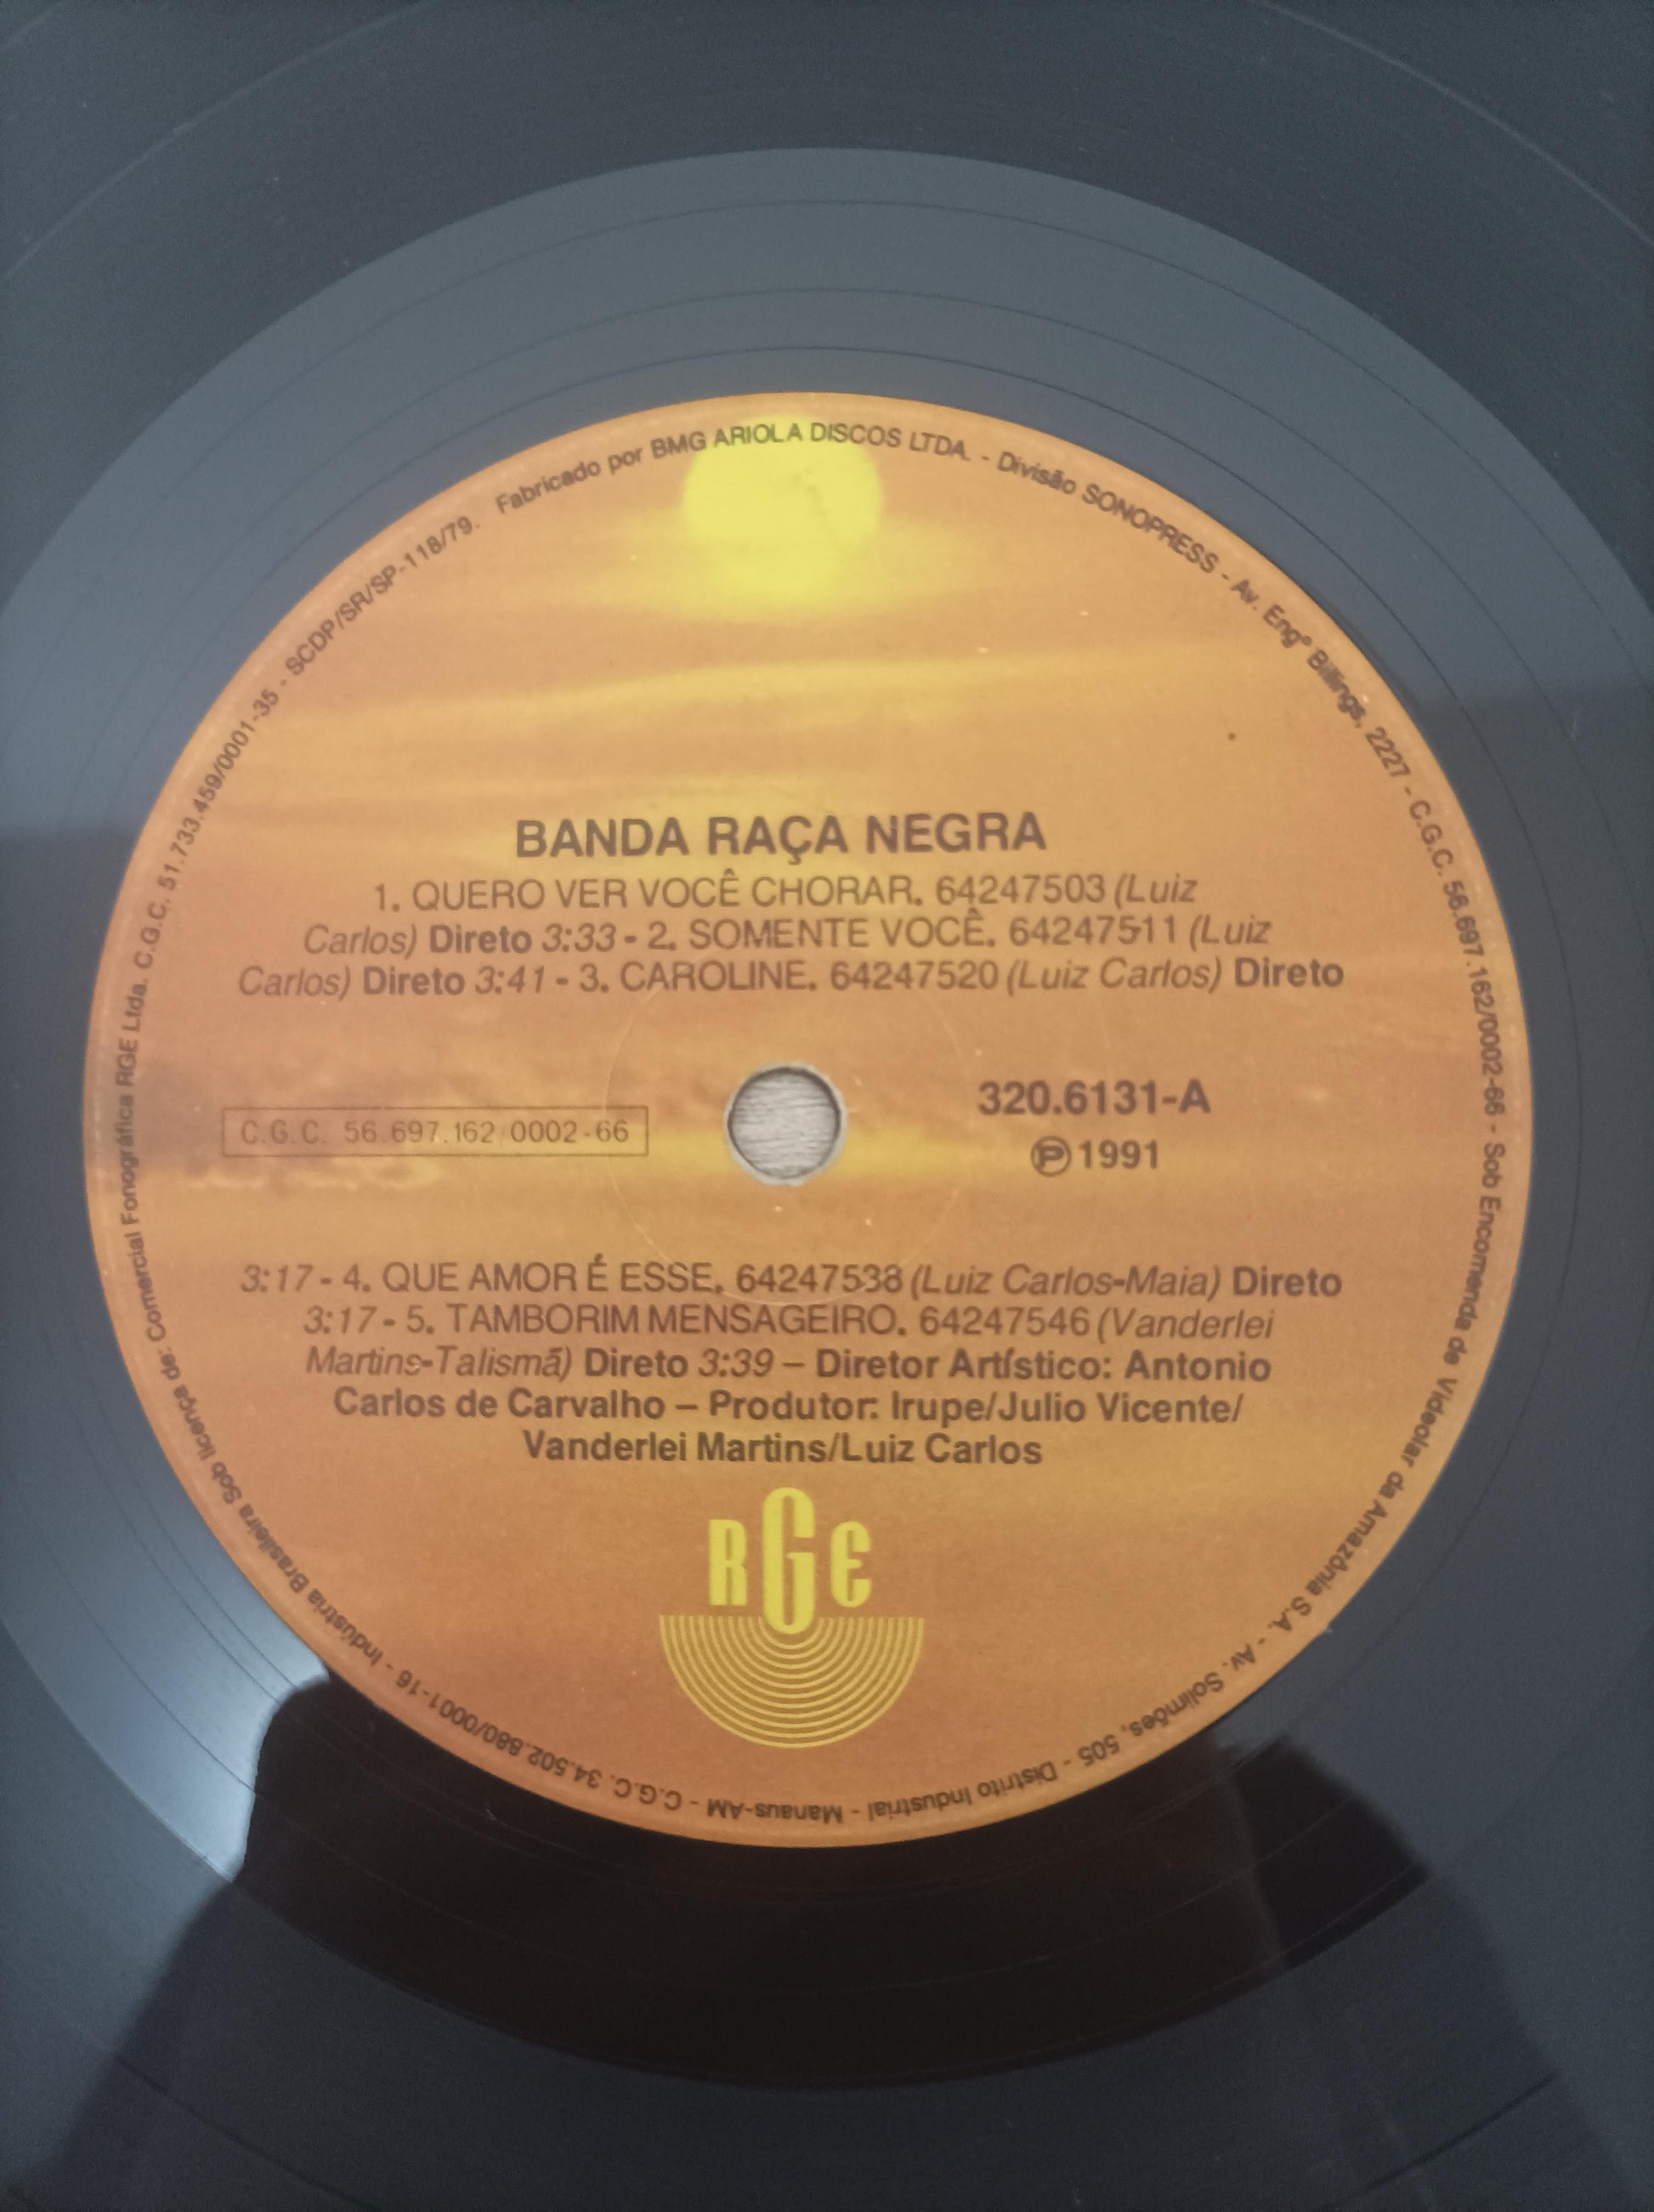 Fabricado por BMG ARIOLA DISCOS LTDA. - Divisão SONOPRESS - Av. Engº Billings, 2227 - C.G.C. 56.697.162/0002-66 - Sob Encomenda de Videolar da Amazônia S.A. - Av. Solimões, 505 - Distrito Industrial - Manaus-AM - C.G.C. 34.502.880/0001-16 - Indústria Brasileira Sob licença de: Comercial Fonográfica RGE Ltda. C.G.C. 51.733.459/0001-35 - SCDP/SR/SP-118/79.
BANDA RAÇA NEGRA
1. QUERO VER VOCÊ CHORAR. 64247503 (Luiz
Carlos) Direto 3:33 - 2. SOMENTE VOCÊ. 64247511 (Luiz
Carlos) Direto 3:41 - 3. CAROLINE. 64247520 (Luiz Carlos) Direto
C.G.C. 56.697.162/0002-66
320.6131-A
Ⓟ 1991
3:17 - 4. QUE AMOR É ESSE. 64247538 (Luiz Carlos-Maia) Direto
3:17 - 5. TAMBORIM MENSAGEIRO. 64247546 (Vanderlei
Martins-Talismã) Direto 3:39 – Diretor Artístico: Antonio
Carlos de Carvalho – Produtor: Irupe/Julio Vicente/
Vanderlei Martins/Luiz Carlos
RGE